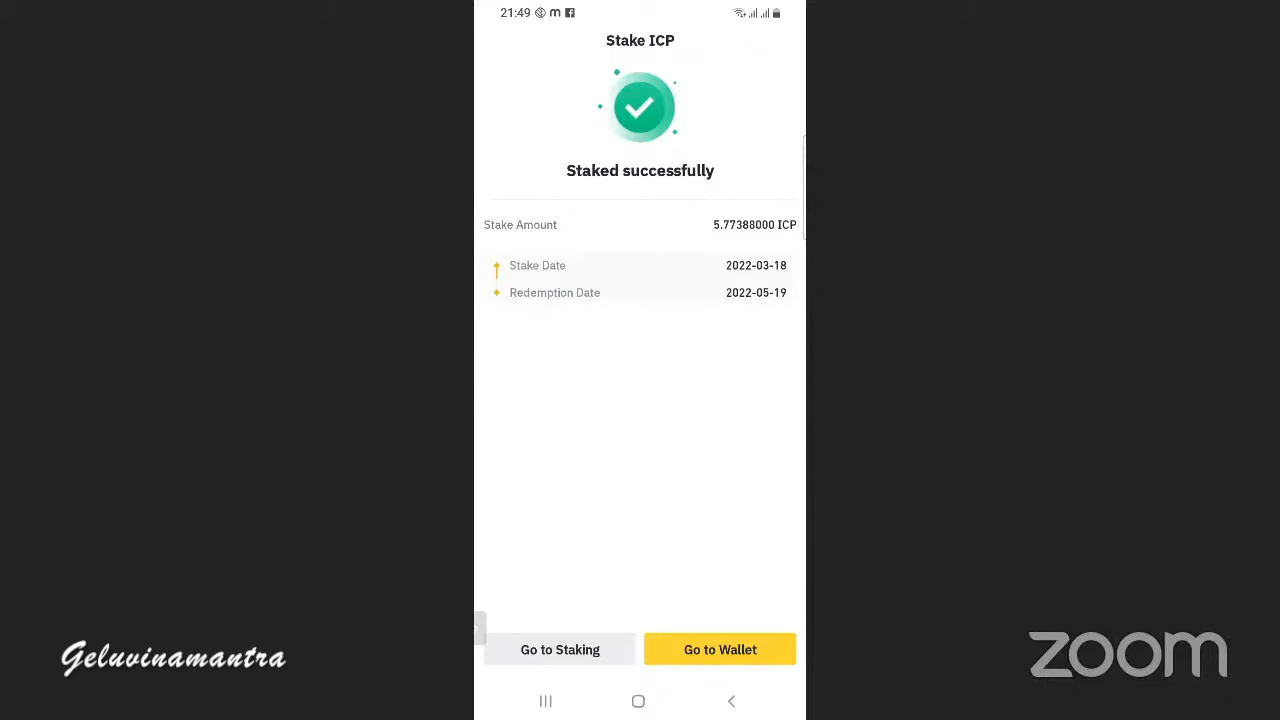 21:49
Stake ICP
Staked successfully
Stake Amount 5.77388000 ICP
Stake Date 2022-03-18
Redemption Date 2022-05-19
Go to Staking Go to Wallet
Geluvinamantra
zoom